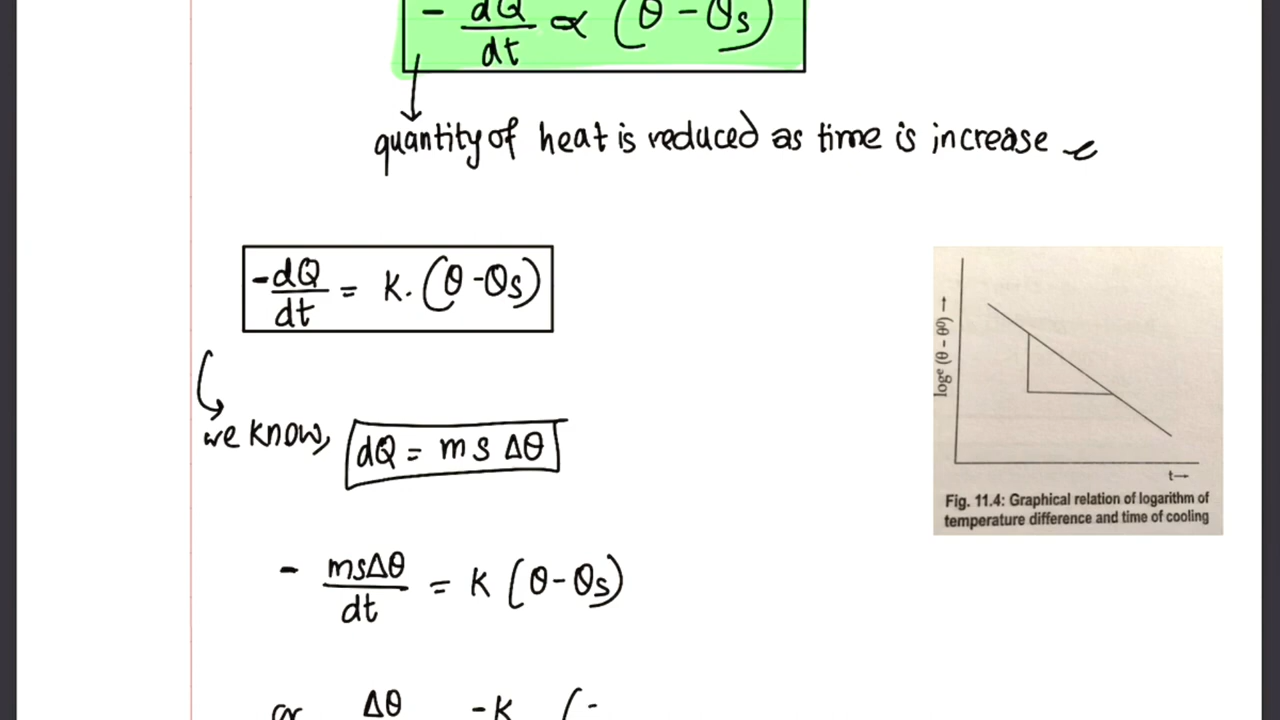 - dQ/dt ∝ (θ - θs)
quantity of heat is reduced as time is increase
-dQ/dt = K. (θ - θs)
we know, dQ = m s Δθ
- msΔθ/dt = K (θ - θs)
or Δθ -K (-
logᵉ (θ - θ⁰) →
t→
Fig. 11.4: Graphical relation of logarithm of
temperature difference and time of cooling